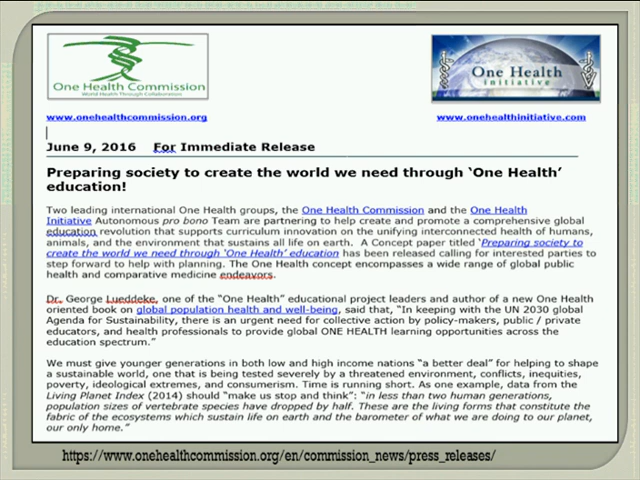 One Health Commission
World Health Through Collaboration
One Health
initiative
www.onehealthcommission.org
www.onehealthinitiative.com
June 9, 2016 For Immediate Release
Preparing society to create the world we need through ‘One Health’
education!
Two leading international One Health groups, the One Health Commission and the One
Health Initiative Autonomous pro bono Team are partnering to help create and promote a comprehensive global
education revolution that supports curriculum innovation on the unifying interconnected health of humans,
animals, and the environment that sustains all life on earth. A Concept paper titled ‘Preparing society to
create the world we need through ‘One Health’ education has been released calling for interested parties to
step forward to help with planning. The One Health concept encompasses a wide range of global public
health and comparative medicine endeavors.
Dr. George Lueddeke, one of the “One Health” educational project leaders and author of a new One Health
oriented book on global population health and well-being, said that, “In keeping with the UN 2030 global
Agenda for Sustainability, there is an urgent need for collective action by policy-makers, public / private
educators, and health professionals to provide global ONE HEALTH learning opportunities across the
education spectrum.”
We must give younger generations in both low and high income nations “a better deal” for helping to shape
a sustainable world, one that is being tested severely by a threatened environment, conflicts, inequities,
poverty, ideological extremes, and consumerism. Time is running short. As one example, data from the
Living Planet Index (2014) should “make us stop and think”: “in less than two human generations,
population sizes of vertebrate species have dropped by half. These are the living forms that constitute the
fabric of the ecosystems which sustain life on earth and the barometer of what we are doing to our planet,
our only home.”
https://www.onehealthcommission.org/en/commission_news/press_releases/